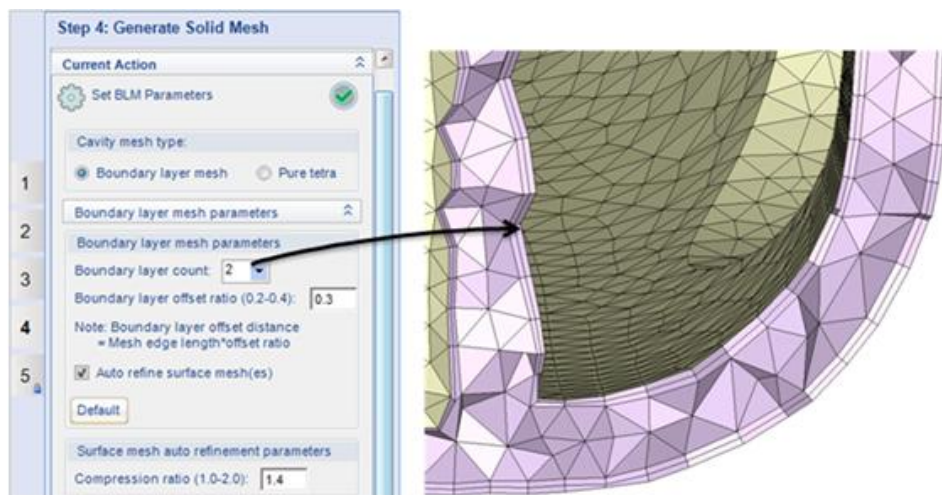 Step 4: Generate Solid Mesh
Current Action
Set BLM Parameters
Cavity mesh type:
Boundary layer mesh Pure tetra
Boundary layer mesh parameters
Boundary layer mesh parameters
Boundary layer count: 2
Boundary layer offset ratio (0.2-0.4): 0.3
Note: Boundary layer offset distance
= Mesh edge length*offset ratio
Auto refine surface mesh(es)
Default
Surface mesh auto refinement parameters
Compression ratio (1.0-2.0): 1.4
1
2
3
4
5